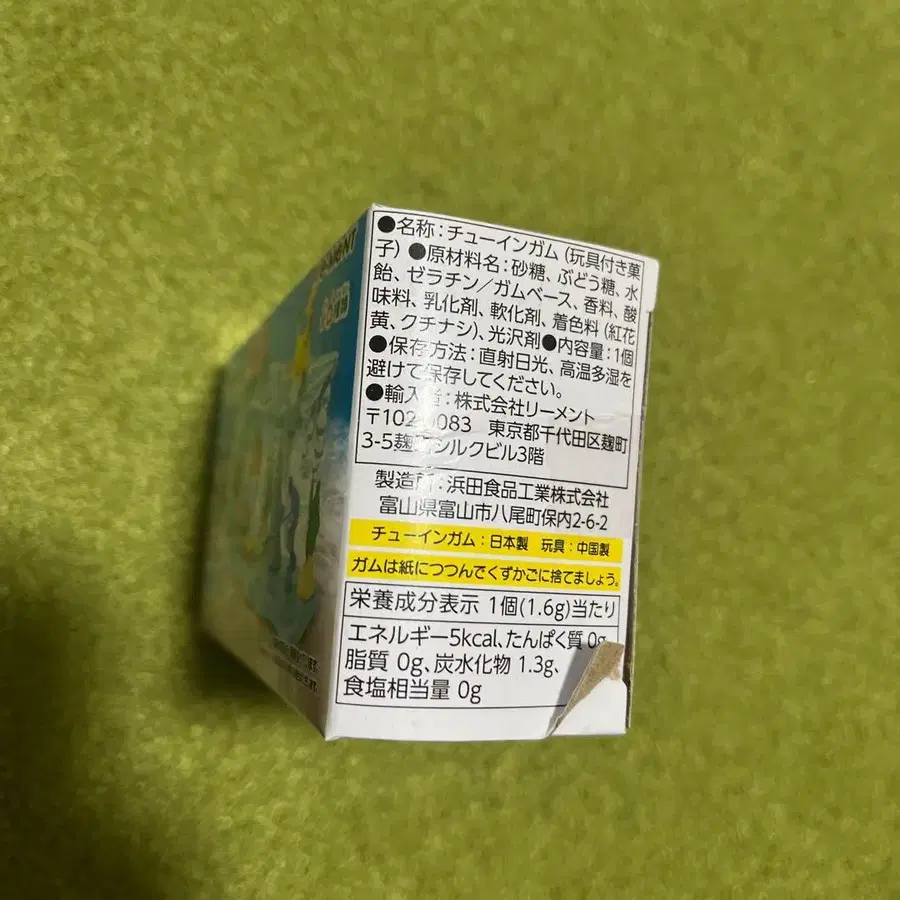 ●名称：チューインガム (玩具付き菓
子) ●原材料名：砂糖、ぶどう糖、水
飴、ゼラチン／ガムベース、香料、酸
味料、乳化剤、軟化剤、着色料 (紅花
黄、クチナシ)、光沢剤●内容量：1個
●保存方法：直射日光、高温多湿を
避けて保存してください。
●輸入者：株式会社リーメント
〒102-0083 東京都千代田区麹町
3-5麹町シルクビル3階
製造所：浜田食品工業株式会社
富山県富山市八尾町保内2-6-2
チューインガム：日本製 玩具：中国製
ガムは紙につつんでくずかごに捨てましょう。
栄養成分表示 1個(1.6g)当たり
エネルギー5kcal、たんぱく質 0g、
脂質 0g、炭水化物 1.3g、
食塩相当量 0g